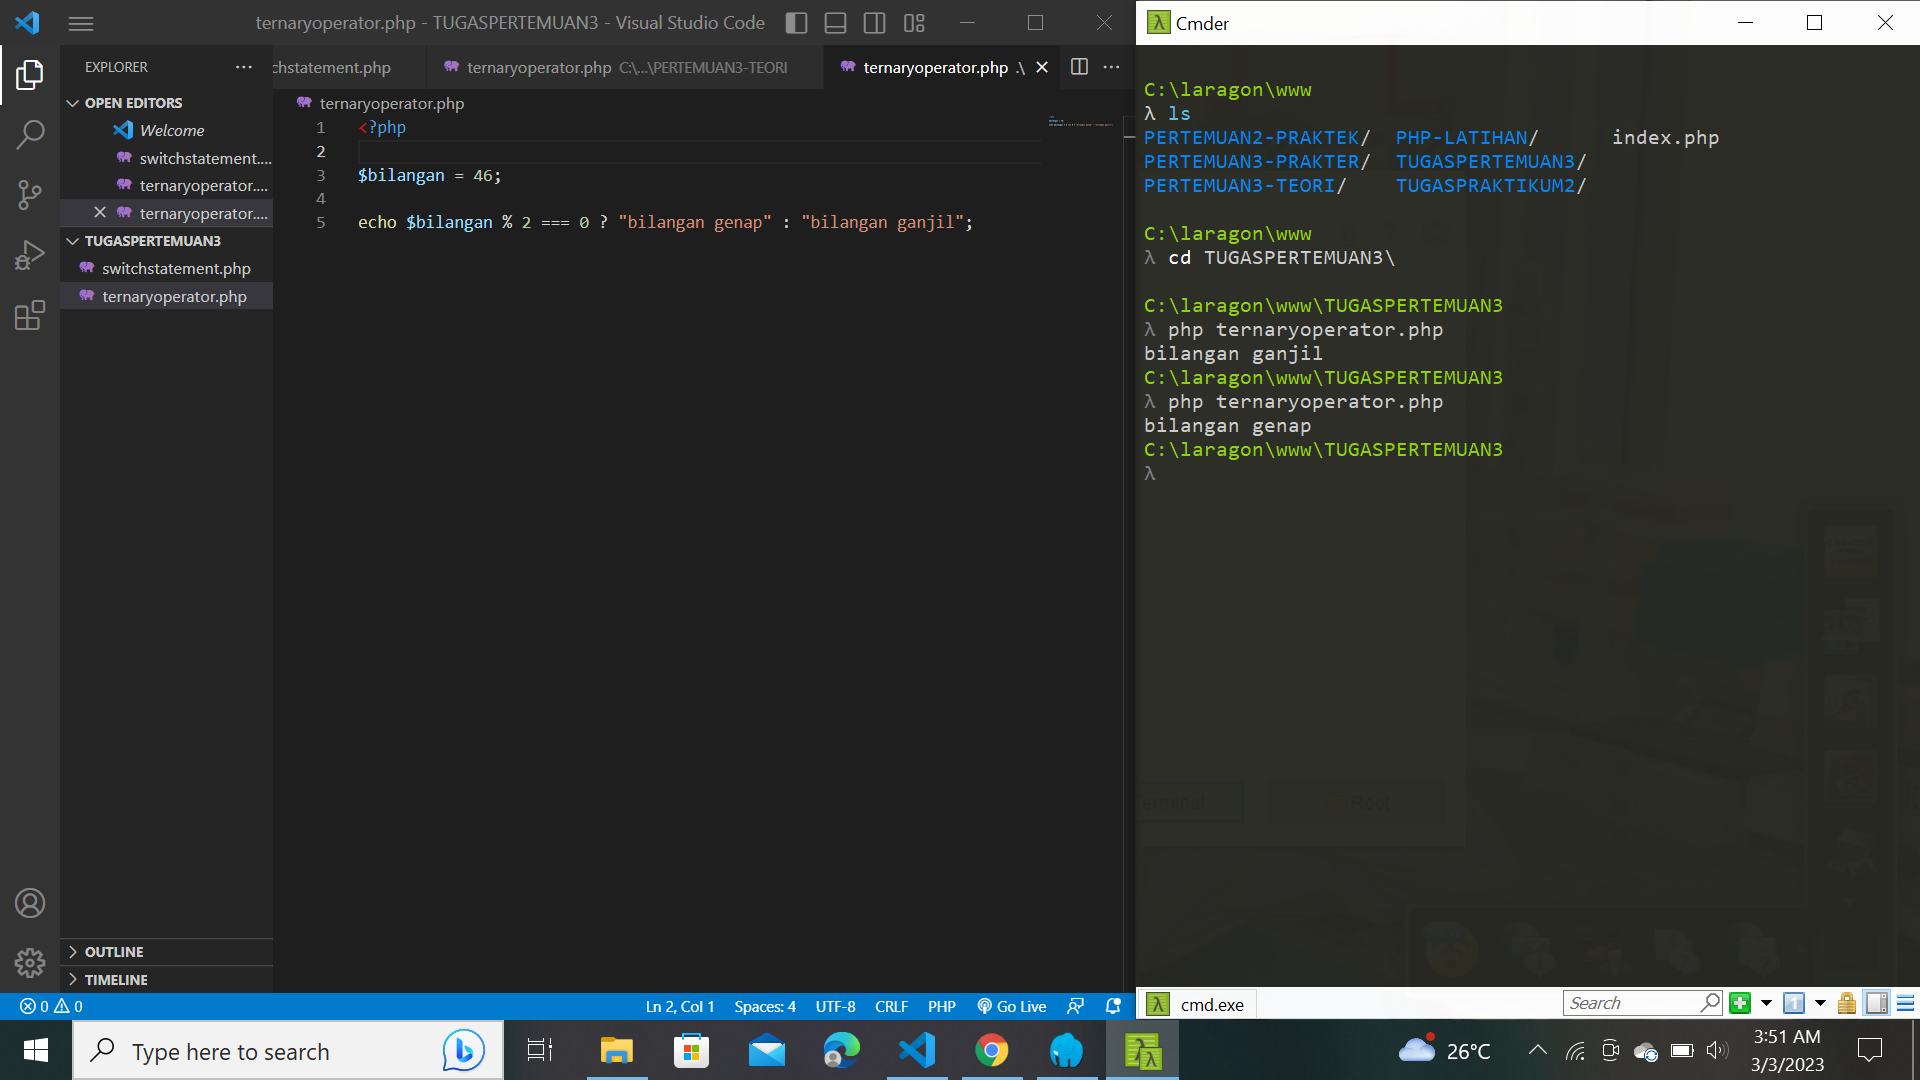 ternaryoperator.php - TUGASPERTEMUAN3 - Visual Studio Code
EXPLORER
OPEN EDITORS
Welcome
switchstatement....
ternaryoperator....
ternaryoperator....
TUGASPERTEMUAN3
switchstatement.php
ternaryoperator.php
OUTLINE
TIMELINE
chstatement.php
ternaryoperator.php C:\...\PERTEMUAN3-TEORI
ternaryoperator.php .\
ternaryoperator.php
1 <?php
2
3 $bilangan = 46;
4
5 echo $bilangan % 2 === 0 ? "bilangan genap" : "bilangan ganjil";
0 0
Ln 2, Col 1 Spaces: 4 UTF-8 CRLF PHP Go Live
Cmder
C:\laragon\www
λ ls
PERTEMUAN2-PRAKTEK/ PHP-LATIHAN/ index.php
PERTEMUAN3-PRAKTER/ TUGASPERTEMUAN3/
PERTEMUAN3-TEORI/ TUGASPRAKTIKUM2/
C:\laragon\www
λ cd TUGASPERTEMUAN3\
C:\laragon\www\TUGASPERTEMUAN3
λ php ternaryoperator.php
bilangan ganjil
C:\laragon\www\TUGASPERTEMUAN3
λ php ternaryoperator.php
bilangan genap
C:\laragon\www\TUGASPERTEMUAN3
λ
Terminal
Root
cmd.exe
Search
1
Type here to search
26°C
3:51 AM
3/3/2023